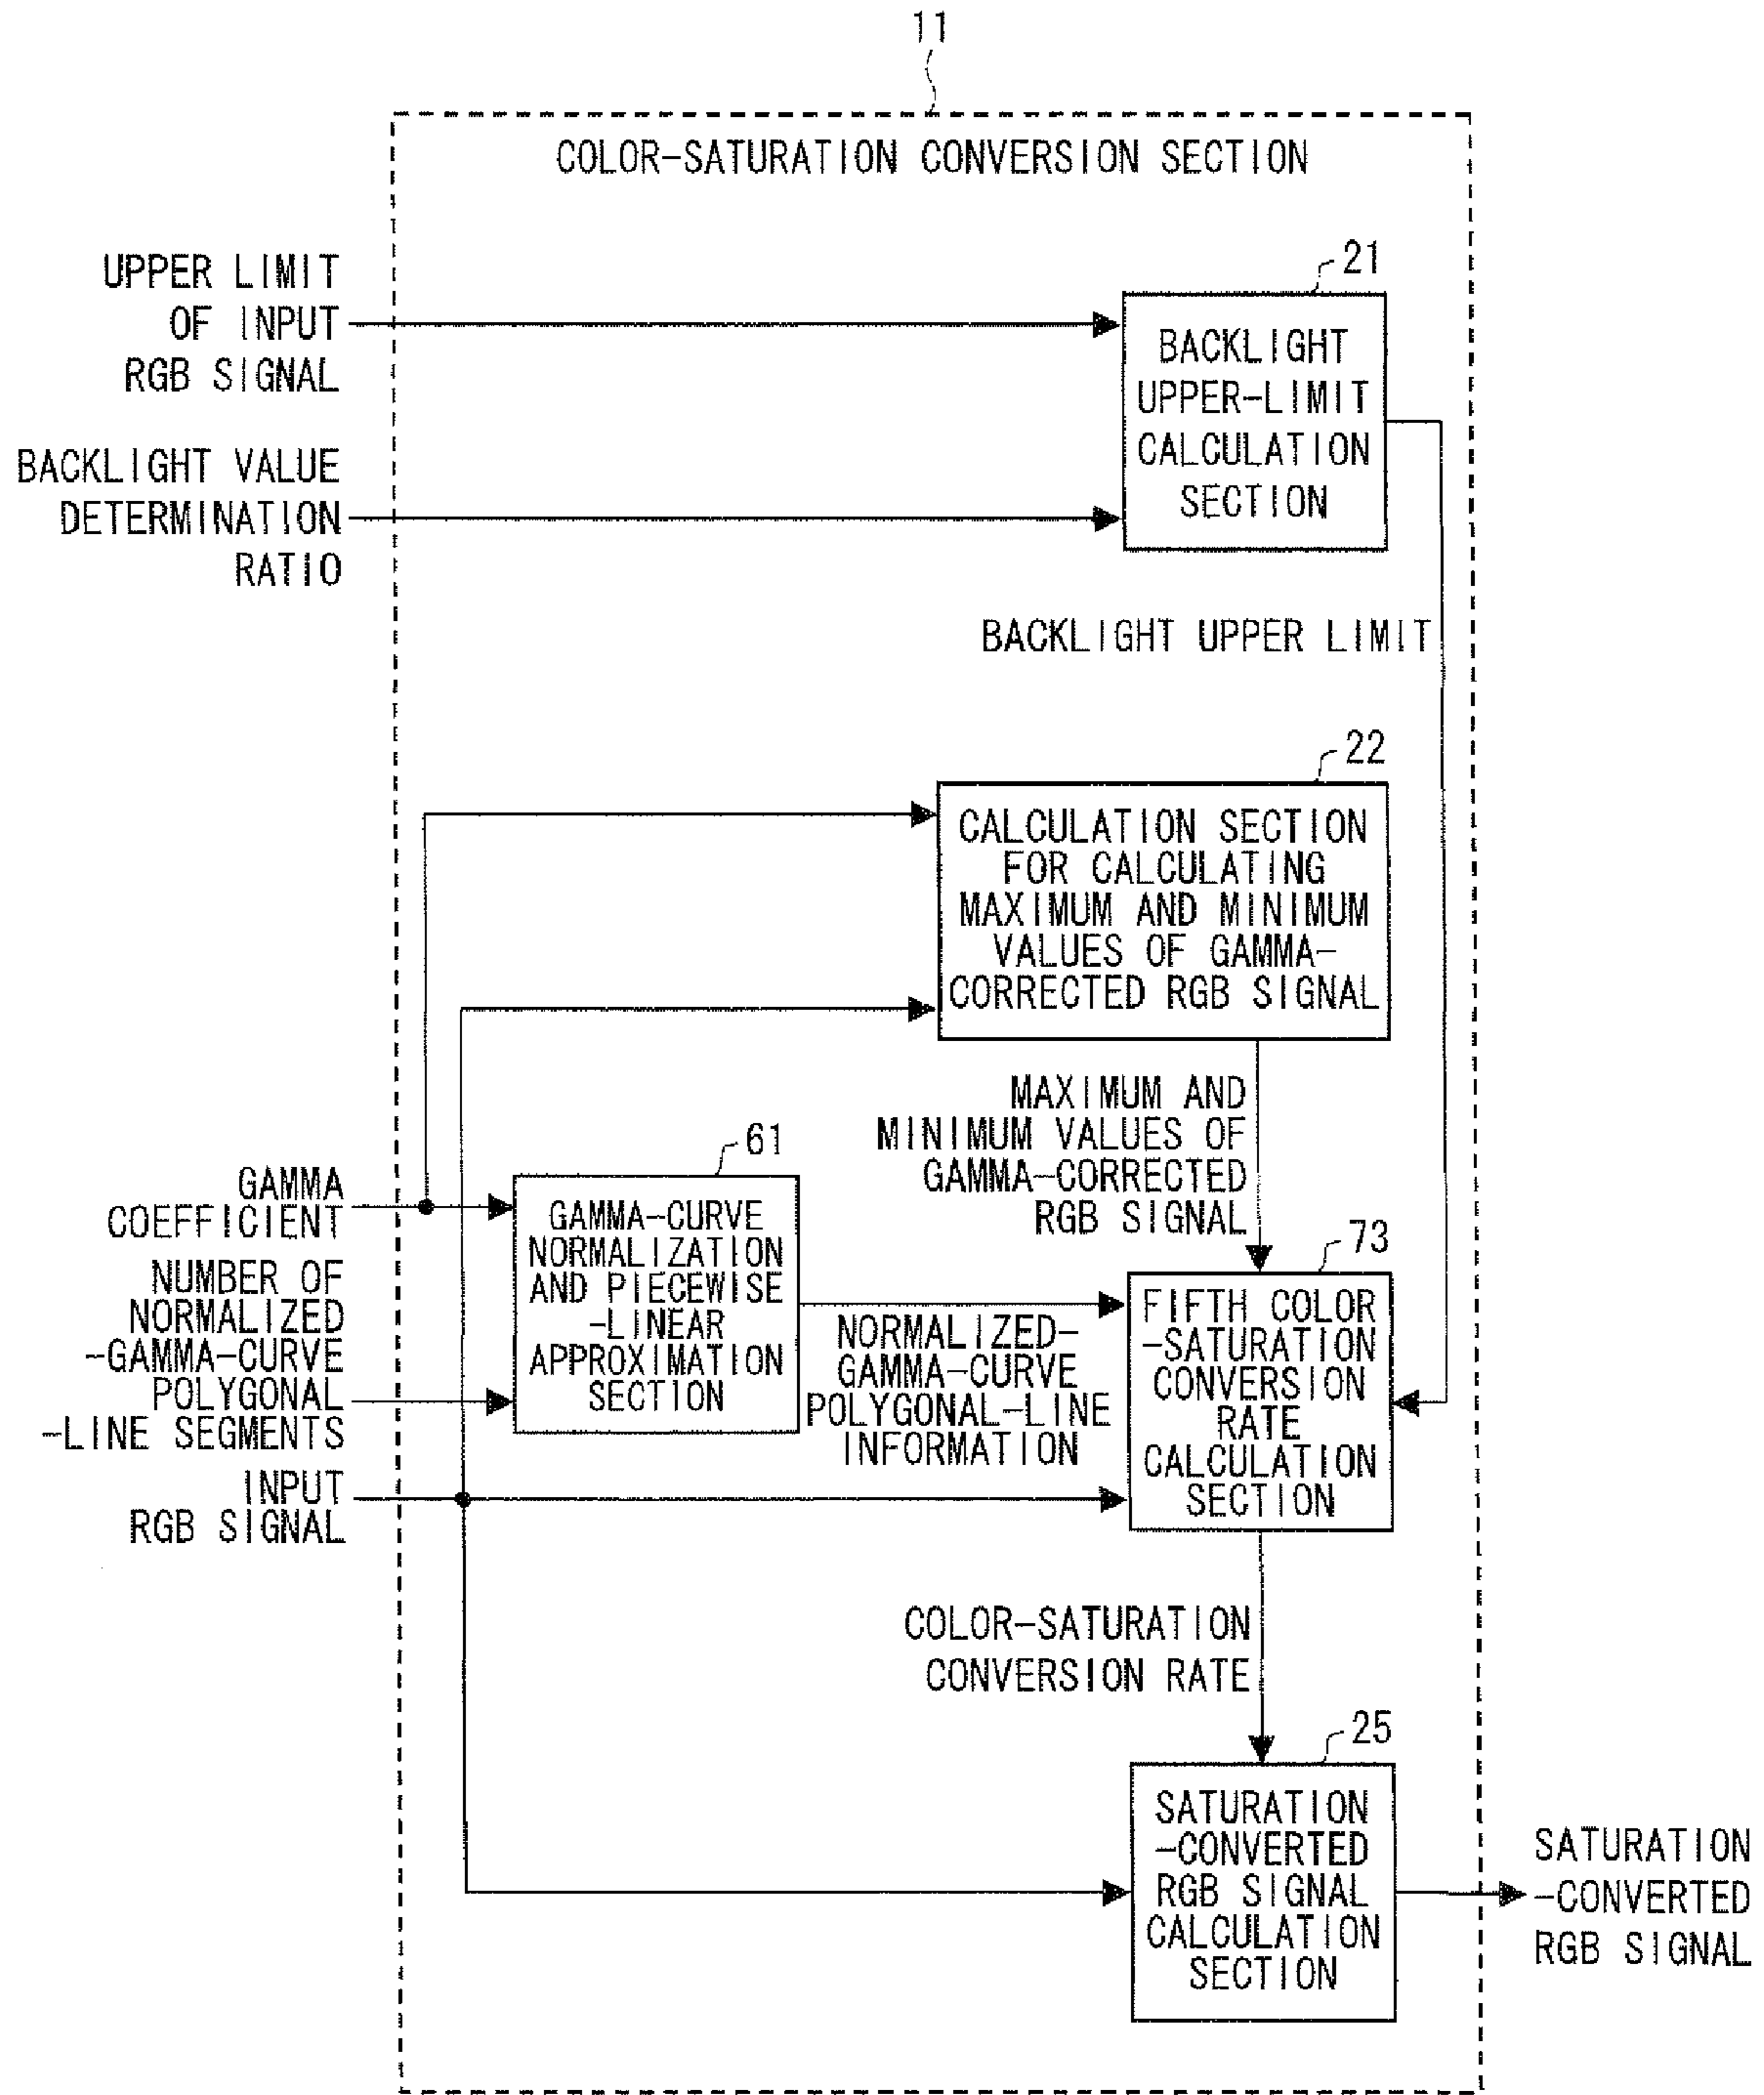 11
COLOR-SATURATION CONVERSION SECTION
UPPER LIMIT
OF INPUT
RGB SIGNAL
21
BACKLIGHT
UPPER-LIMIT
CALCULATION
SECTION
BACKLIGHT VALUE
DETERMINATION
RATIO
BACKLIGHT UPPER LIMIT
22
CALCULATION SECTION
FOR CALCULATING
MAXIMUM AND MINIMUM
VALUES OF GAMMA-
CORRECTED RGB SIGNAL
MAXIMUM AND
MINIMUM VALUES OF
GAMMA-CORRECTED
RGB SIGNAL
GAMMA
COEFFICIENT
NUMBER OF
NORMALIZED
-GAMMA-CURVE
POLYGONAL
-LINE SEGMENTS
INPUT
RGB SIGNAL
61
GAMMA-CURVE
NORMALIZATION
AND PIECEWISE
-LINEAR
APPROXIMATION
SECTION
NORMALIZED-
GAMMA-CURVE
POLYGONAL-LINE
INFORMATION
73
FIFTH COLOR
-SATURATION
CONVERSION
RATE
CALCULATION
SECTION
COLOR-SATURATION
CONVERSION RATE
25
SATURATION
-CONVERTED
RGB SIGNAL
CALCULATION
SECTION
SATURATION
-CONVERTED
RGB SIGNAL